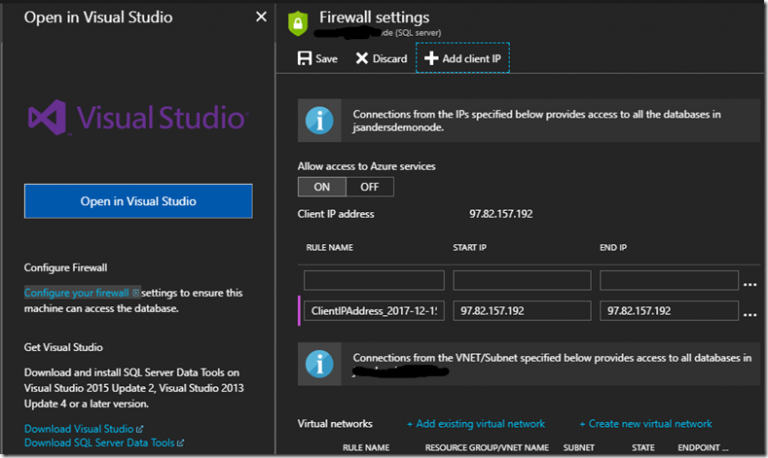 Open in Visual Studio
Visual Studio
Open in Visual Studio
Configure Firewall
Configure your firewall settings to ensure this
machine can access the database.
Get Visual Studio
Download and install SQL Server Data Tools on
Visual Studio 2015 Update 2, Visual Studio 2013
Update 4 or a later version.
Download Visual Studio
Download SQL Server Data Tools
Firewall settings
de (SQL server)
Save Discard Add client IP
Connections from the IPs specified below provides access to all the databases in
jsandersdemonode.
Allow access to Azure services
ON OFF
Client IP address 97.82.157.192
RULE NAME START IP END IP
...
ClientIPAddress_2017-12-15 97.82.157.192 97.82.157.192 ...
Connections from the VNET/Subnet specified below provides access to all databases in
Virtual networks + Add existing virtual network + Create new virtual network
RULE NAME RESOURCE GROUP/VNET NAME SUBNET STATE ENDPOINT ...